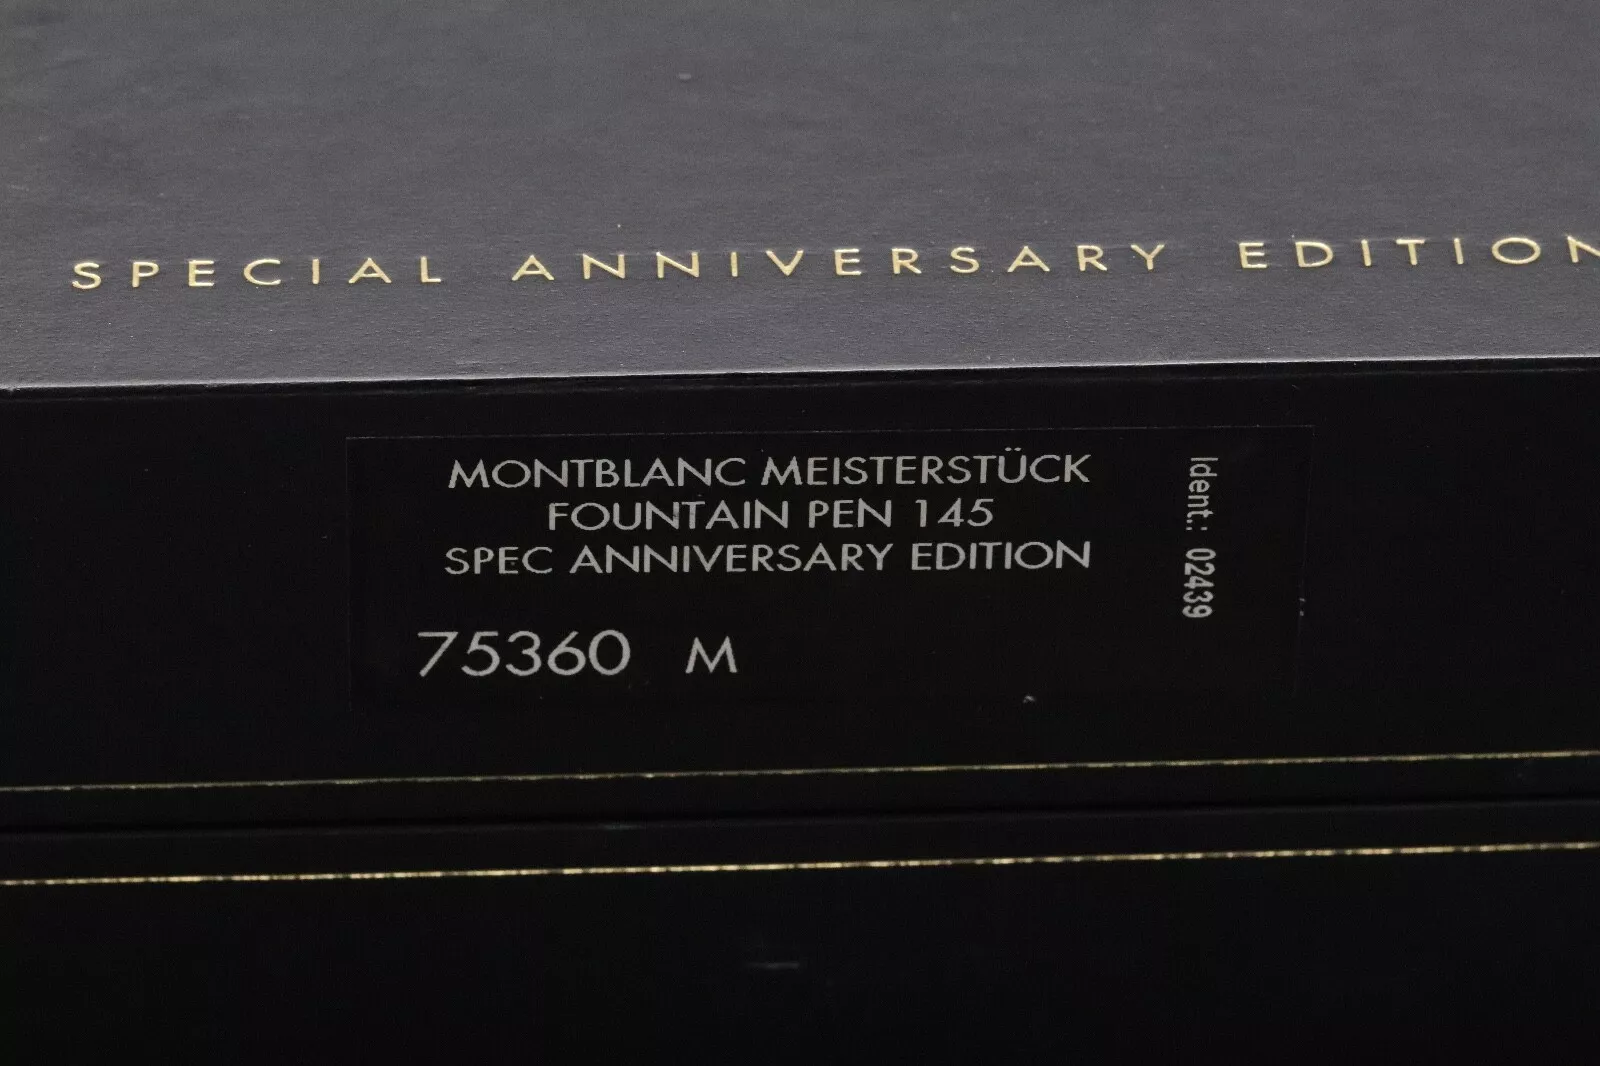 SPECIAL ANNIVERSARY EDITION
MONTBLANC MEISTERSTÜCK
FOUNTAIN PEN 145
SPEC ANNIVERSARY EDITION
75360 M
Ident.: 02439